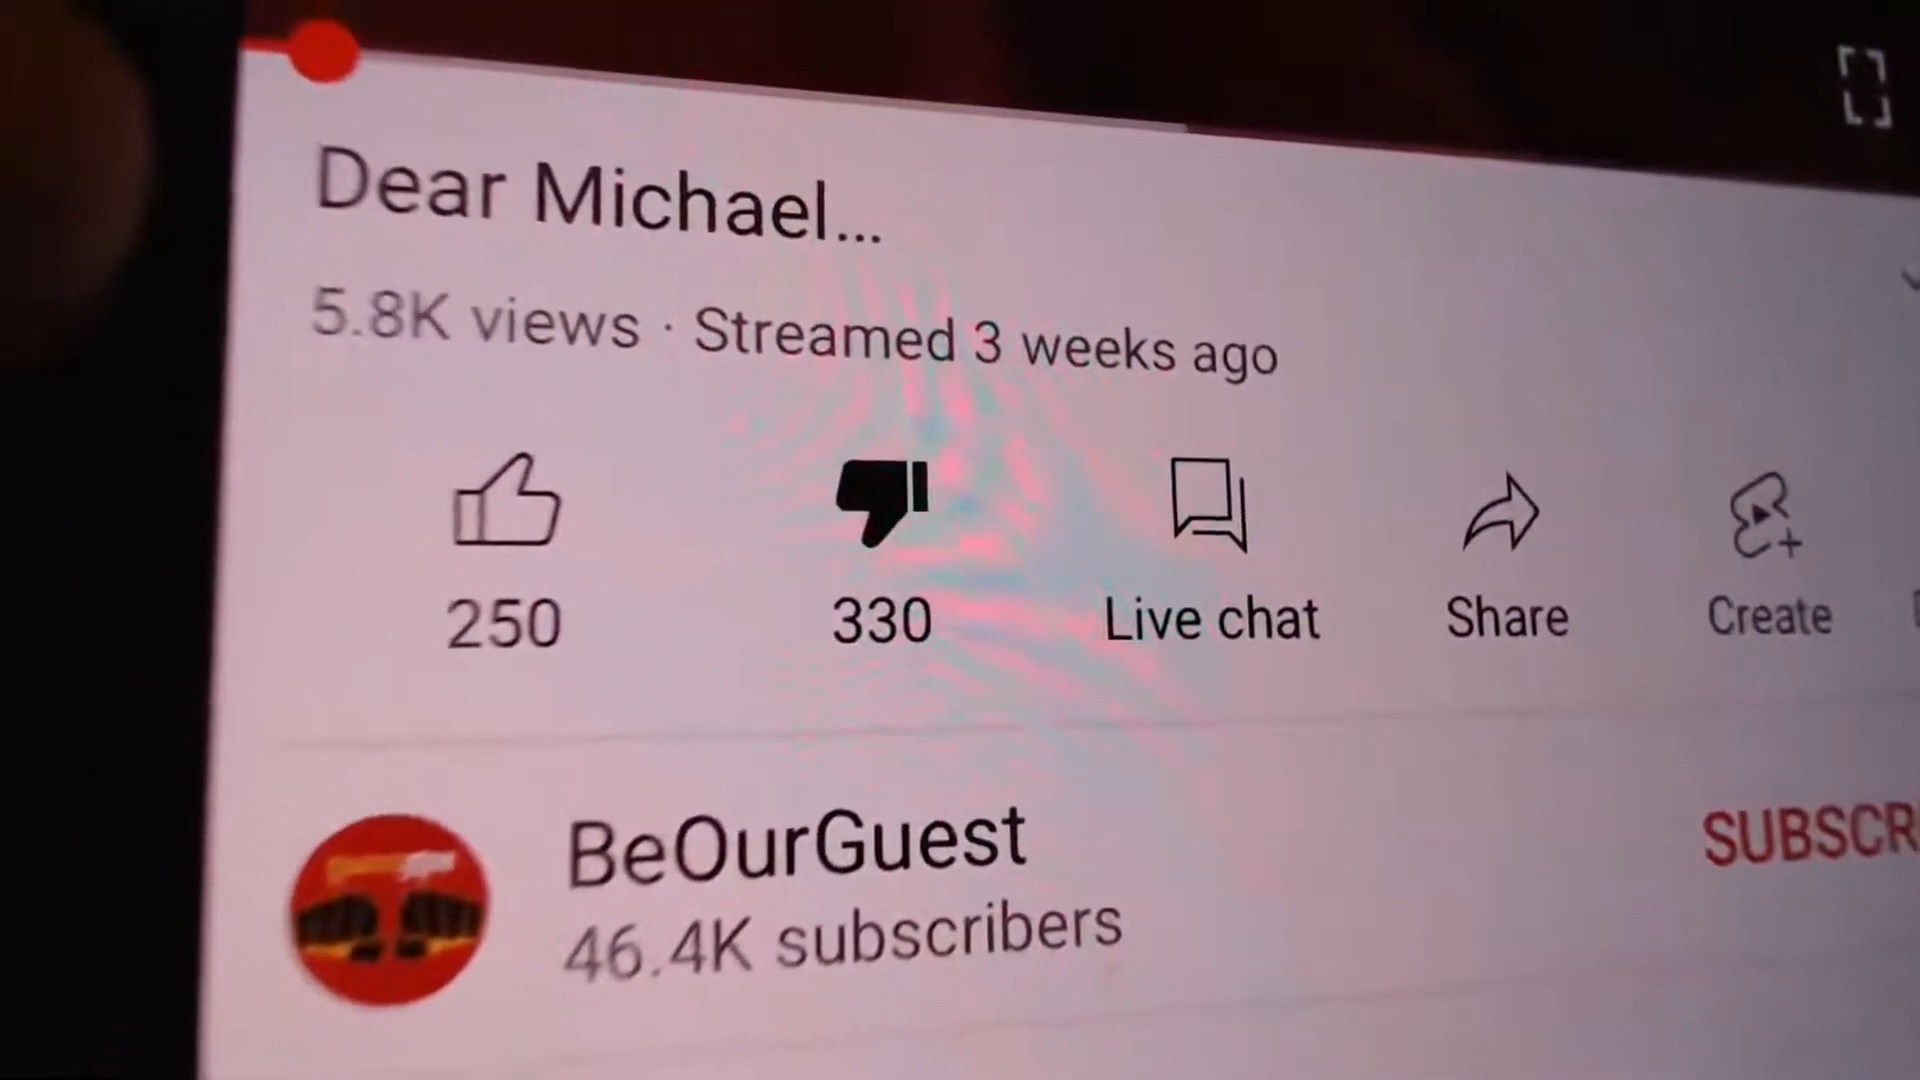 Dear Michael...
5.8K views · Streamed 3 weeks ago
250 330 Live chat Share Create
BeOurGuest
SUBSCR
46.4K subscribers